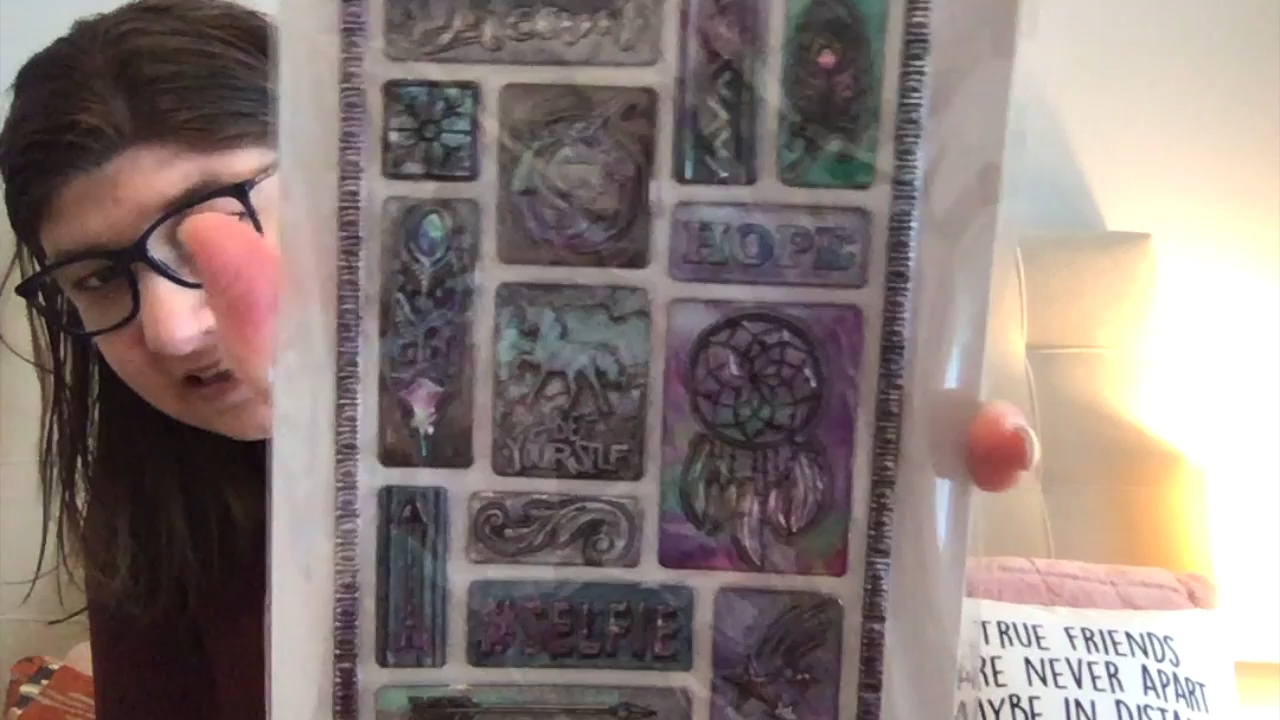 HOPE
BE
YOURSELF
#SELFIE
TRUE FRIENDS
ARE NEVER APART
MAYBE IN DISTA